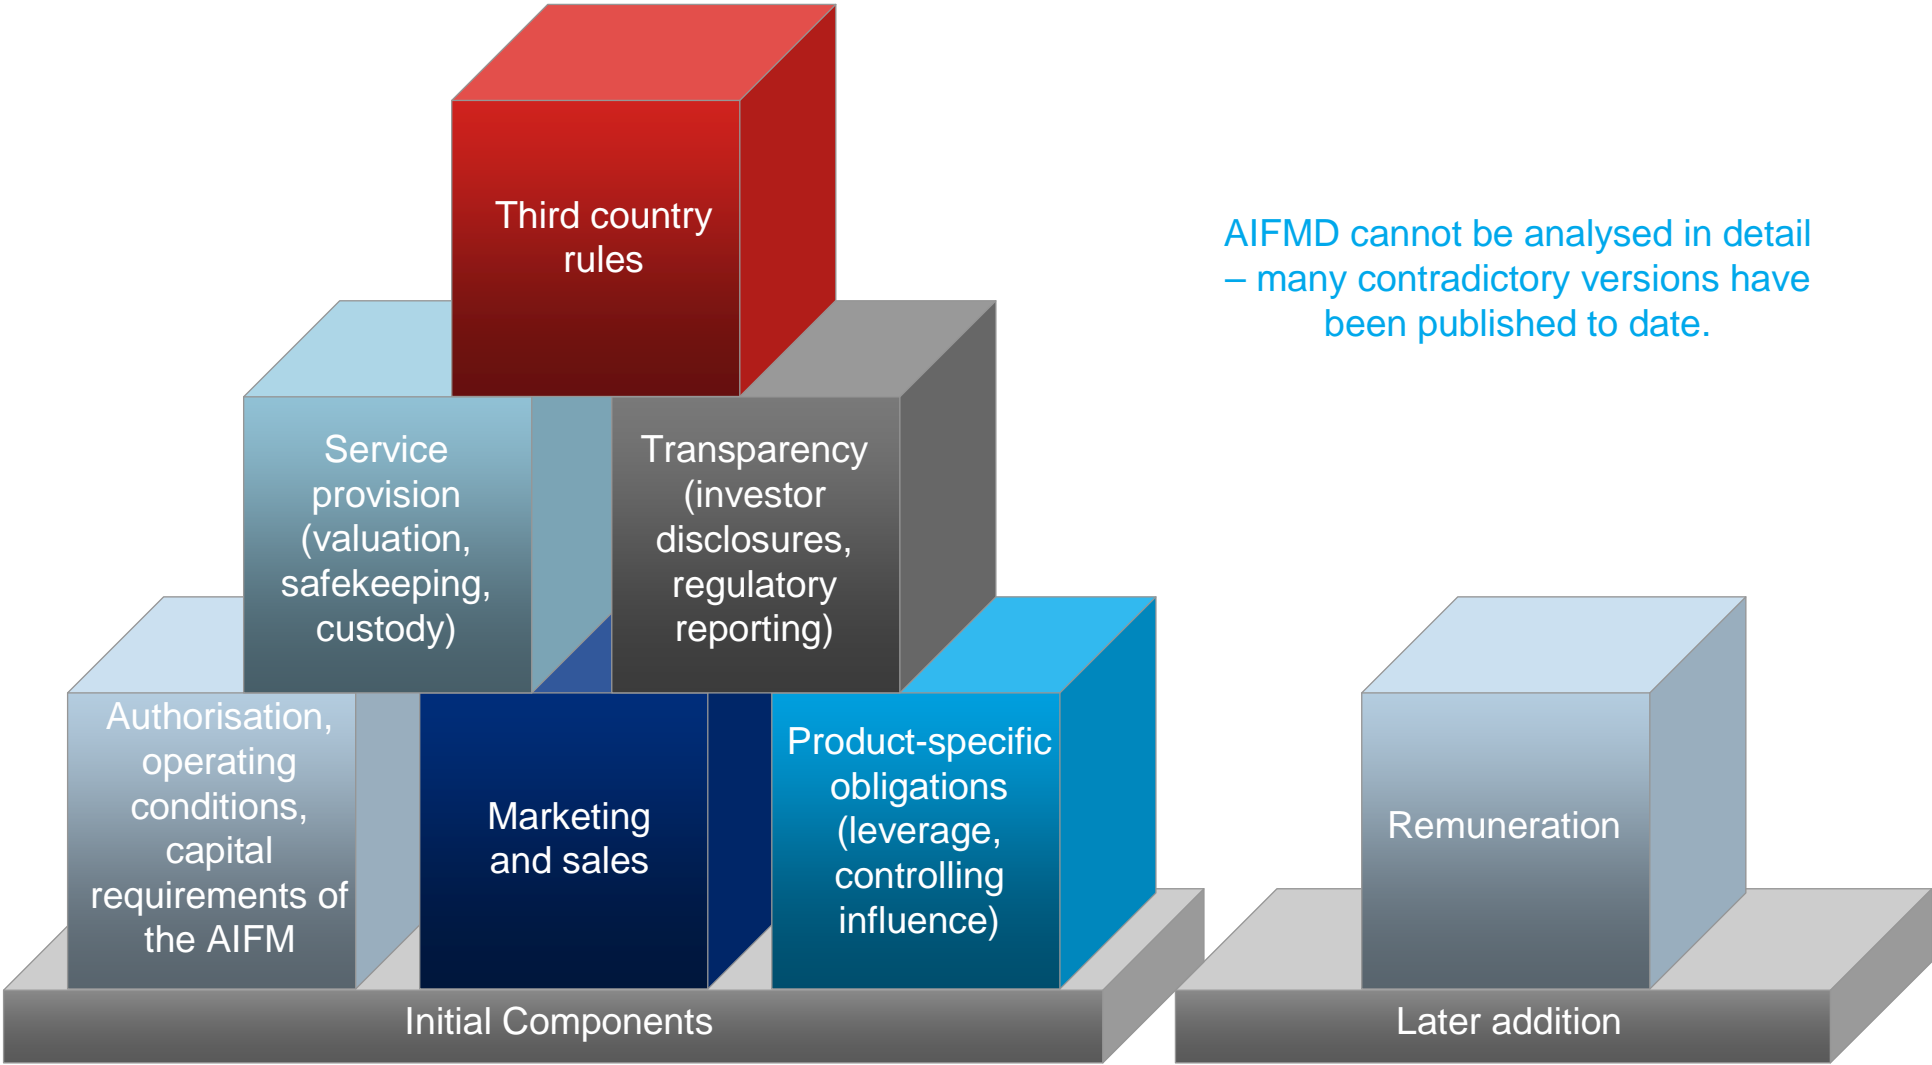 Third country
rules
AIFMD cannot be analysed in detail
– many contradictory versions have
been published to date.
Service
provision
(valuation,
safekeeping,
custody)
Transparency
(investor
disclosures,
regulatory
reporting)
Authorisation,
operating
conditions,
capital
requirements of
the AIFM
Marketing
and sales
Product-specific
obligations
(leverage,
controlling
influence)
Remuneration
Initial Components
Later addition